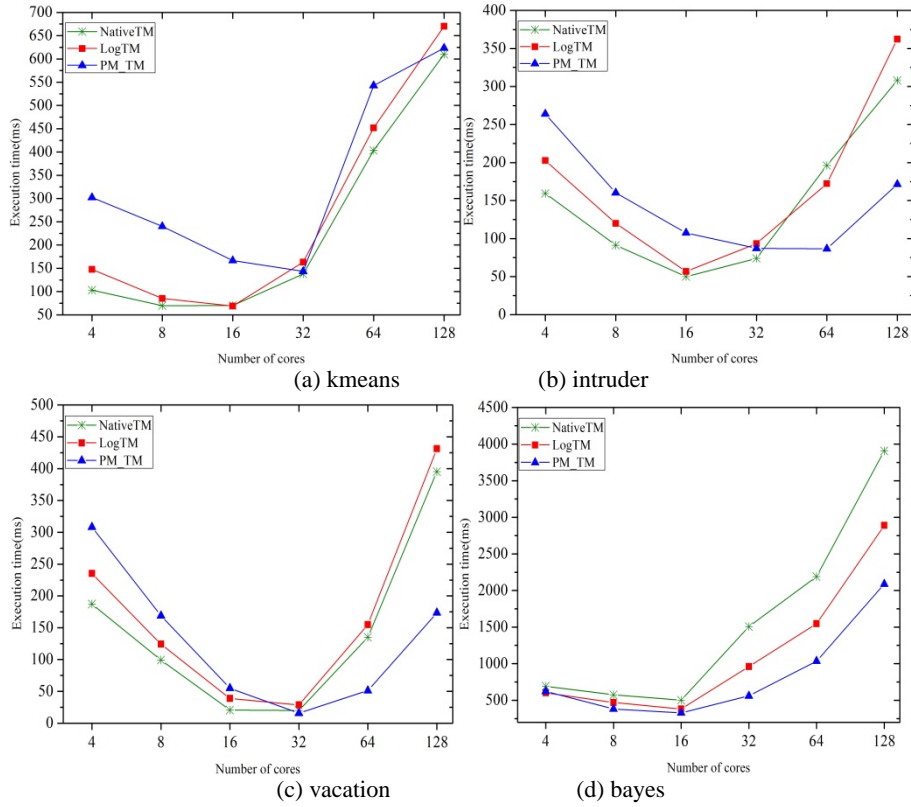 700
650
600
550
500
450
400
350
300
250
200
150
100
50
Execution time(ms)
NativeTM
LogTM
PM_TM
4 8 16 32 64 128
Number of cores
(a) kmeans
400
350
300
250
200
150
100
50
0
Execution time(ms)
NativeTM
LogTM
PM_TM
4 8 16 32 64 128
Number of cores
(b) intruder
500
450
400
350
300
250
200
150
100
50
0
Execution time(ms)
NativeTM
LogTM
PM_TM
4 8 16 32 64 128
Number of cores
(c) vacation
4500
4000
3500
3000
2500
2000
1500
1000
500
Execution time(ms)
NativeTM
LogTM
PM_TM
4 8 16 32 64 128
Number of cores
(d) bayes